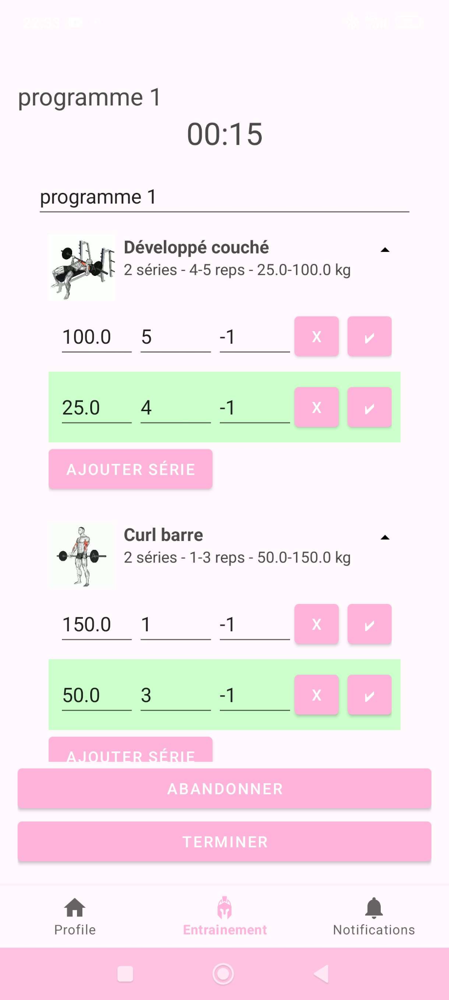 programme 1
00:15
programme 1
Développé couché
2 séries - 4-5 reps - 25.0-100.0 kg
100.0 5 -1 X ✔
25.0 4 -1 X ✔
AJOUTER SÉRIE
Curl barre
2 séries - 1-3 reps - 50.0-150.0 kg
150.0 1 -1 X ✔
50.0 3 -1 X ✔
AJOUTER SÉRIE
ABANDONNER
TERMINER
Profile Entrainement Notifications